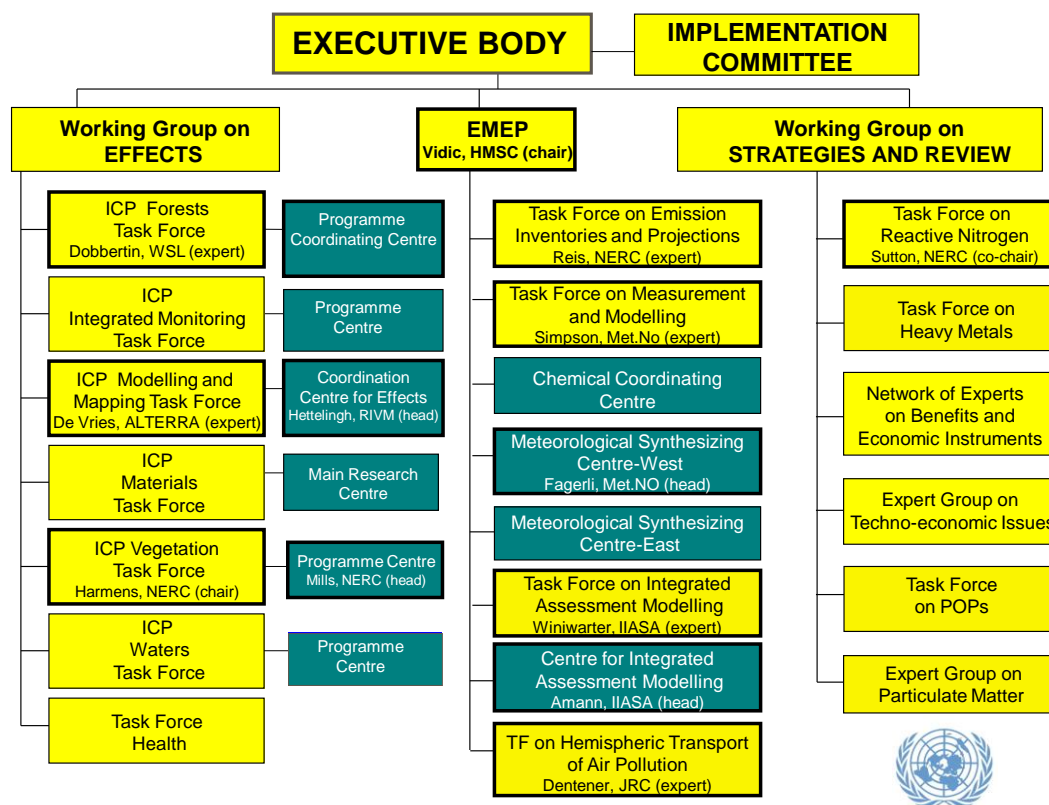 EXECUTIVE BODY
IMPLEMENTATION
COMMITTEE
Working Group on
EFFECTS
EMEP
Vidic, HMSC (chair)
Working Group on
STRATEGIES AND REVIEW
ICP Forests
Task Force
Dobbertin, WSL (expert)
Programme
Coordinating Centre
ICP
Integrated Monitoring
Task Force
Programme
Centre
ICP Modelling and
Mapping Task Force
De Vries, ALTERRA (expert)
Coordination
Centre for Effects
Hettelingh, RIVM (head)
ICP
Materials
Task Force
Main Research
Centre
ICP Vegetation
Task Force
Harmens, NERC (chair)
Programme Centre
Mills, NERC (head)
ICP
Waters
Task Force
Programme
Centre
Task Force
Health
Task Force on Emission
Inventories and Projections
Reis, NERC (expert)
Task Force on Measurement
and Modelling
Simpson, Met.No (expert)
Chemical Coordinating
Centre
Meteorological Synthesizing
Centre-West
Fagerli, Met.NO (head)
Meteorological Synthesizing
Centre-East
Task Force on Integrated
Assessment Modelling
Winiwarter, IIASA (expert)
Centre for Integrated
Assessment Modelling
Amann, IIASA (head)
TF on Hemispheric Transport
of Air Pollution
Dentener, JRC (expert)
Task Force on
Reactive Nitrogen
Sutton, NERC (co-chair)
Task Force on
Heavy Metals
Network of Experts
on Benefits and
Economic Instruments
Expert Group on
Techno-economic Issues
Task Force
on POPs
Expert Group on
Particulate Matter